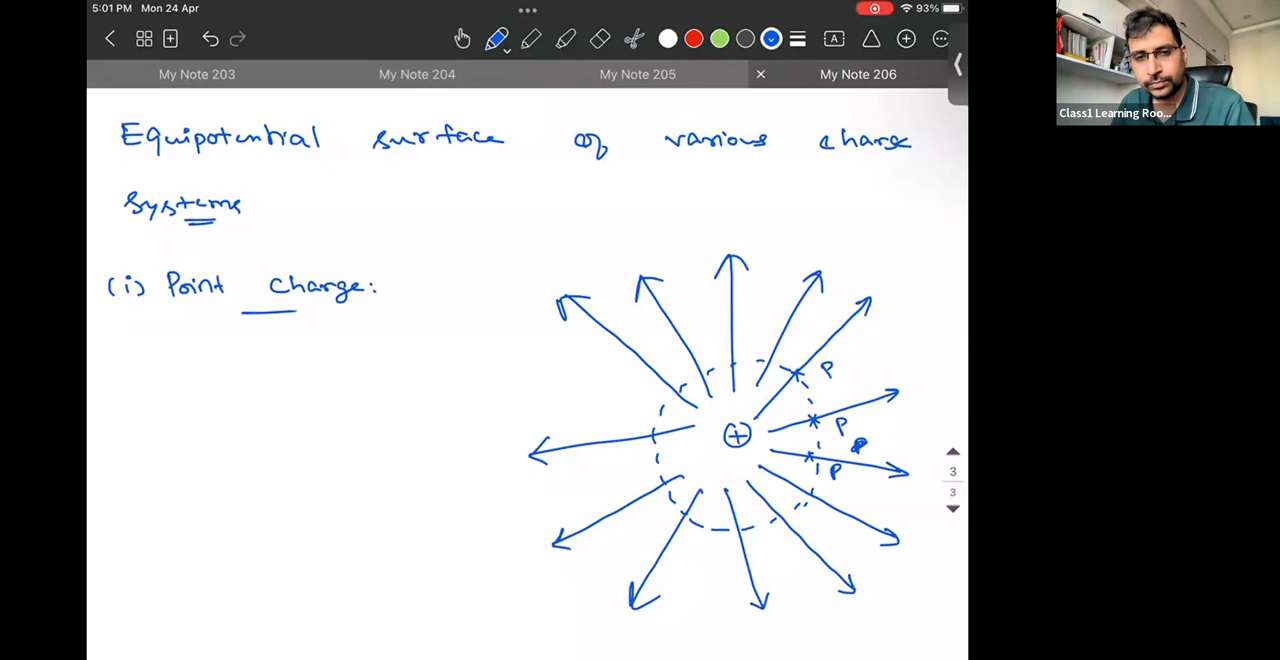 5:01 PM Mon 24 Apr
93%
A
My Note 203
My Note 204
My Note 205
My Note 206
Class1 Learning Roo...
Equipotential surface of various charge
systems
(i) Point charge:
P
+
P
P
3
3